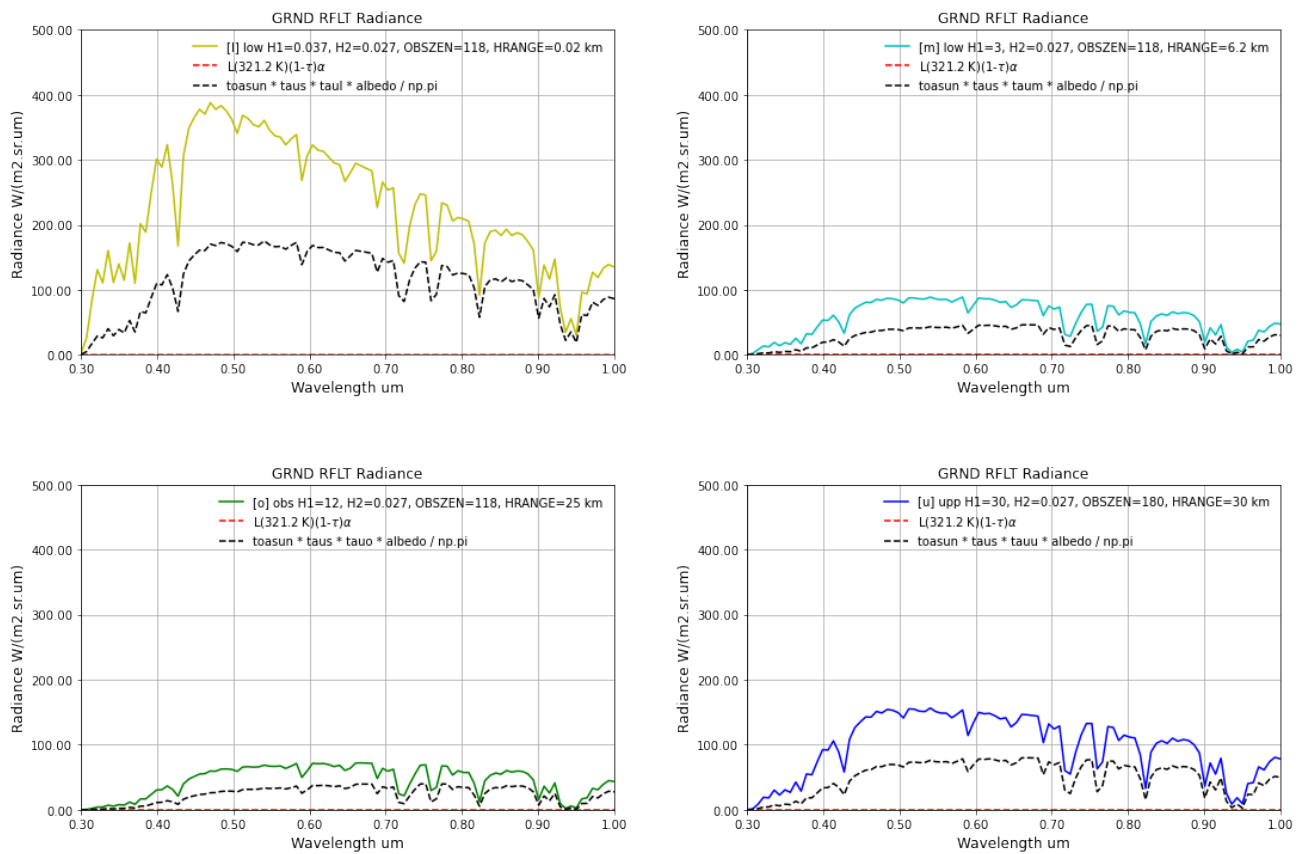 GRND RFLT Radiance
[l] low H1=0.037, H2=0.027, OBSZEN=118, HRANGE=0.02 km
L(321.2 K)(1-τ)α
toasun * taus * taul * albedo / np.pi
Radiance W/(m2.sr.um)
500.00
400.00
300.00
200.00
100.00
0.00
0.30 0.40 0.50 0.60 0.70 0.80 0.90 1.00
Wavelength um
GRND RFLT Radiance
[m] low H1=3, H2=0.027, OBSZEN=118, HRANGE=6.2 km
L(321.2 K)(1-τ)α
toasun * taus * taum * albedo / np.pi
Radiance W/(m2.sr.um)
500.00
400.00
300.00
200.00
100.00
0.00
0.30 0.40 0.50 0.60 0.70 0.80 0.90 1.00
Wavelength um
GRND RFLT Radiance
[o] obs H1=12, H2=0.027, OBSZEN=118, HRANGE=25 km
L(321.2 K)(1-τ)α
toasun * taus * tauo * albedo / np.pi
Radiance W/(m2.sr.um)
500.00
400.00
300.00
200.00
100.00
0.00
0.30 0.40 0.50 0.60 0.70 0.80 0.90 1.00
Wavelength um
GRND RFLT Radiance
[u] upp H1=30, H2=0.027, OBSZEN=180, HRANGE=30 km
L(321.2 K)(1-τ)α
toasun * taus * tauu * albedo / np.pi
Radiance W/(m2.sr.um)
500.00
400.00
300.00
200.00
100.00
0.00
0.30 0.40 0.50 0.60 0.70 0.80 0.90 1.00
Wavelength um